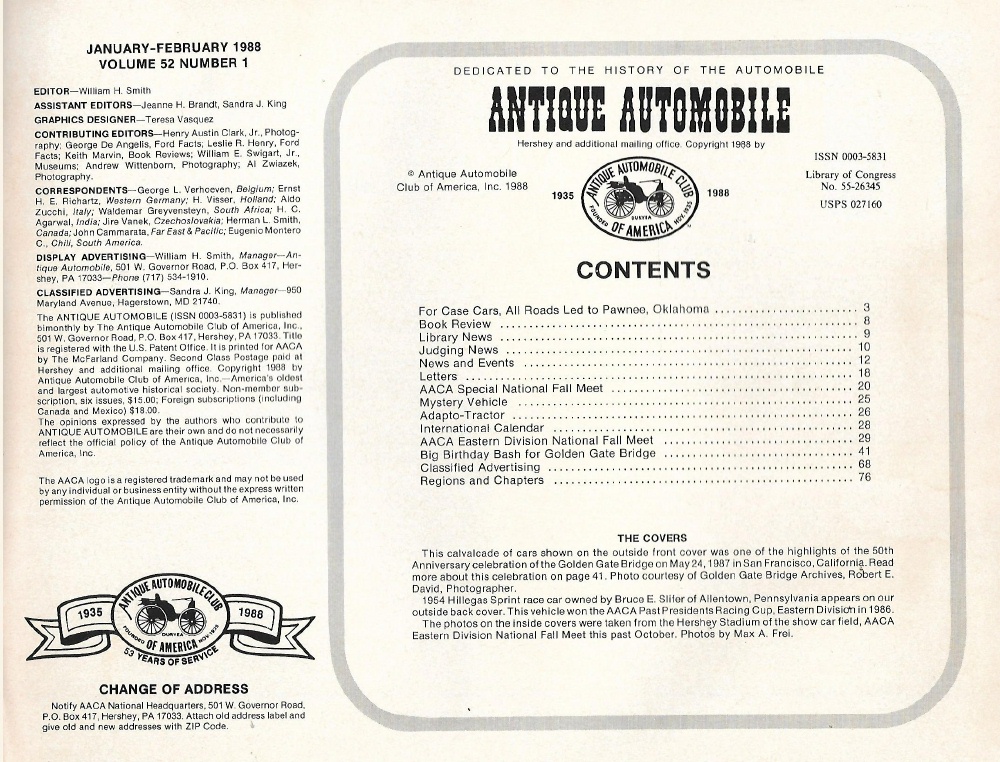 JANUARY-FEBRUARY 1988
VOLUME 52 NUMBER 1
EDITOR—William H. Smith
ASSISTANT EDITORS—Jeanne H. Brandt, Sandra J. King
GRAPHICS DESIGNER—Teresa Vasquez
CONTRIBUTING EDITORS—Henry Austin Clark, Jr., Photog-
raphy; George De Angelis, Ford Facts; Leslie R. Henry, Ford
Facts; Keith Marvin, Book Reviews; William E. Swigart, Jr.,
Museums; Andrew Wittenborn, Photography; Al Zwiazek,
Photography.
CORRESPONDENTS—George L. Verhoeven, Belgium; Ernst
H. E. Richartz, Western Germany; H. Visser, Holland; Aldo
Zucchi, Italy; Waldemar Greyvensteyn, South Africa; H. C.
Agarwal, India; Jire Vanek, Czechoslovakia; Herman L. Smith,
Canada; John Cammarata, Far East & Pacific; Eugenio Montero
C., Chili, South America.
DISPLAY ADVERTISING—William H. Smith, Manager—An-
tique Automobile, 501 W. Governor Road, P.O. Box 417, Her-
shey, PA 17033—Phone (717) 534-1910.
CLASSIFIED ADVERTISING—Sandra J. King, Manager—950
Maryland Avenue, Hagerstown, MD 21740.
The ANTIQUE AUTOMOBILE (ISSN 0003-5831) is published
bimonthly by The Antique Automobile Club of America, Inc.,
501 W. Governor Road, P.O. Box 417, Hershey, PA 17033. Title
is registered with the U.S. Patent Office. It is printed for AACA
by The McFarland Company. Second Class Postage paid at
Hershey and additional mailing office. Copyright 1988 by
Antique Automobile Club of America, Inc.—America's oldest
and largest automotive historical society. Non-member sub-
scription, six issues, $15.00; Foreign subscriptions (including
Canada and Mexico) $18.00.
The opinions expressed by the authors who contribute to
ANTIQUE AUTOMOBILE are their own and do not necessarily
reflect the official policy of the Antique Automobile Club of
America, Inc.
The AACA logo is a registered trademark and may not be used
by any individual or business entity without the express written
permission of the Antique Automobile Club of America, Inc.
1935
ANTIQUE AUTOMOBILE CLUB
OF AMERICA
FOUNDED
DURYEA
NOV. 1935
1988
53 YEARS OF SERVICE
CHANGE OF ADDRESS
Notify AACA National Headquarters, 501 W. Governor Road,
P.O. Box 417, Hershey, PA 17033. Attach old address label and
give old and new addresses with ZIP Code.
DEDICATED TO THE HISTORY OF THE AUTOMOBILE
ANTIQUE AUTOMOBILE
Hershey and additional mailing office. Copyright 1988 by
© Antique Automobile
Club of America, Inc. 1988
1935
ANTIQUE AUTOMOBILE CLUB
OF AMERICA
FOUNDED
DURYEA
NOV. 1935
1988
ISSN 0003-5831
Library of Congress
No. 55-26345
USPS 027160
CONTENTS
For Case Cars, All Roads Led to Pawnee, Oklahoma ..................... 3
Book Review ..................... 8
Library News ..................... 9
Judging News ..................... 10
News and Events ..................... 12
Letters ..................... 18
AACA Special National Fall Meet ..................... 20
Mystery Vehicle ..................... 25
Adapto-Tractor ..................... 26
International Calendar ..................... 28
AACA Eastern Division National Fall Meet ..................... 29
Big Birthday Bash for Golden Gate Bridge ..................... 41
Classified Advertising ..................... 68
Regions and Chapters ..................... 76
THE COVERS
This calvalcade of cars shown on the outside front cover was one of the highlights of the 50th
Anniversary celebration of the Golden Gate Bridge on May 24, 1987 in San Francisco, California. Read
more about this celebration on page 41. Photo courtesy of Golden Gate Bridge Archives, Robert E.
David, Photographer.
1954 Hillegas Sprint race car owned by Bruce E. Slifer of Allentown, Pennsylvania appears on our
outside back cover. This vehicle won the AACA Past Presidents Racing Cup, Eastern Division in 1986.
The photos on the inside covers were taken from the Hershey Stadium of the show car field, AACA
Eastern Division National Fall Meet this past October. Photos by Max A. Frei.